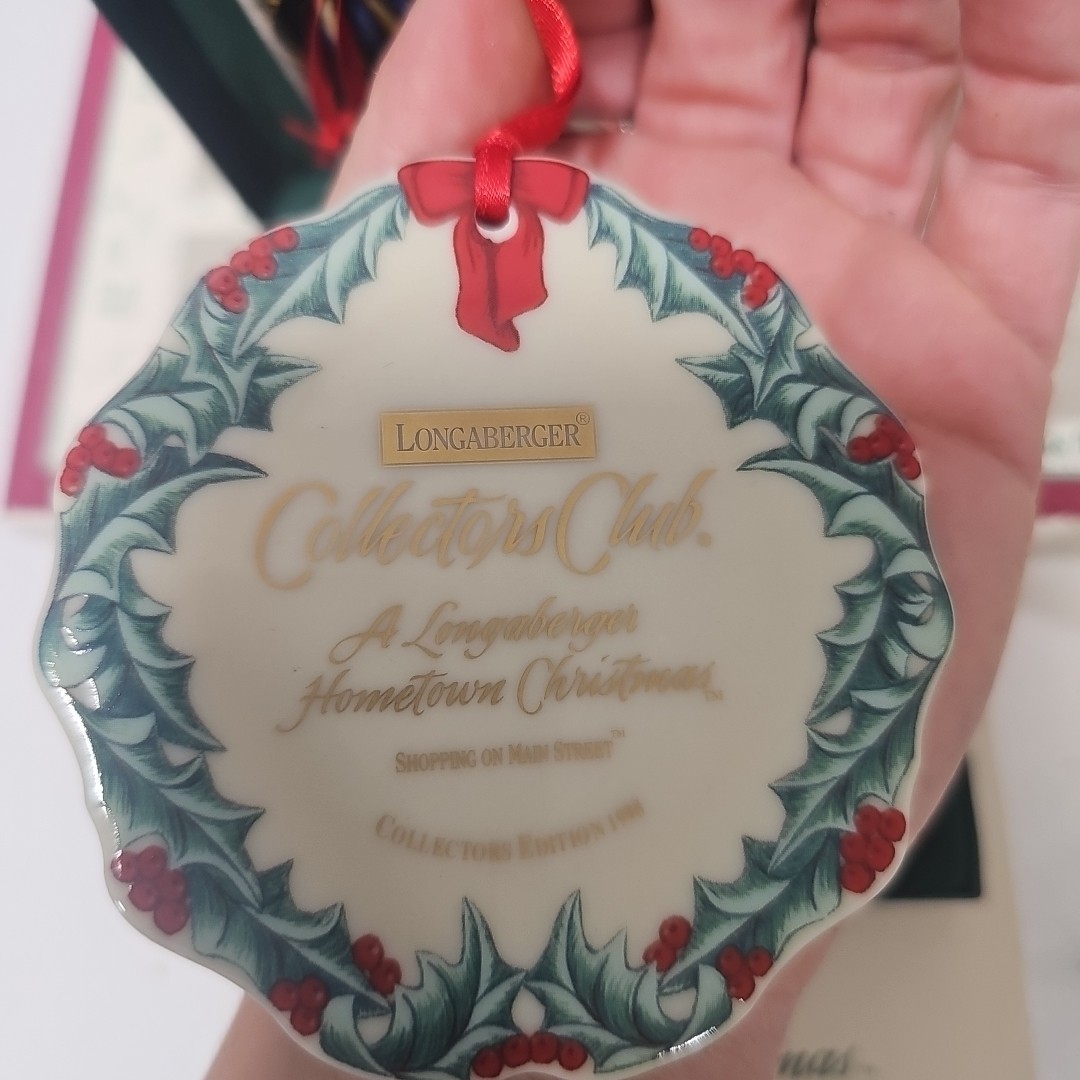 LONGABERGER®
Collectors Club.
A Longaberger
Hometown Christmas™
SHOPPING ON MAIN STREET™
COLLECTORS EDITION